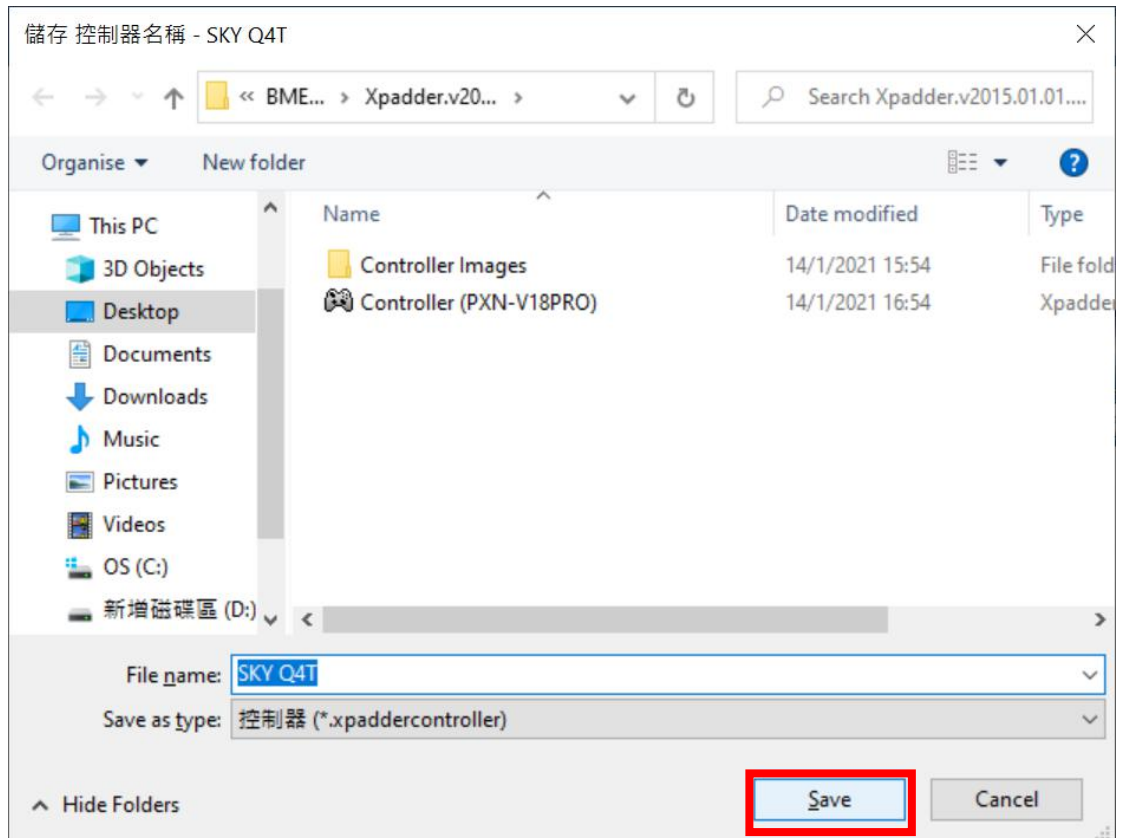 儲存 控制器名稱 - SKY Q4T
« BME... › Xpadder.v20... ›
Search Xpadder.v2015.01.01....
Organise
New folder
Name
Date modified
Type
This PC
3D Objects
Desktop
Documents
Downloads
Music
Pictures
Videos
OS (C:)
新增磁碟區 (D:)
Controller Images 14/1/2021 15:54 File fold
Controller (PXN-V18PRO) 14/1/2021 16:54 Xpadder
File name: SKY Q4T
Save as type: 控制器 (*.xpaddercontroller)
Hide Folders
Save
Cancel